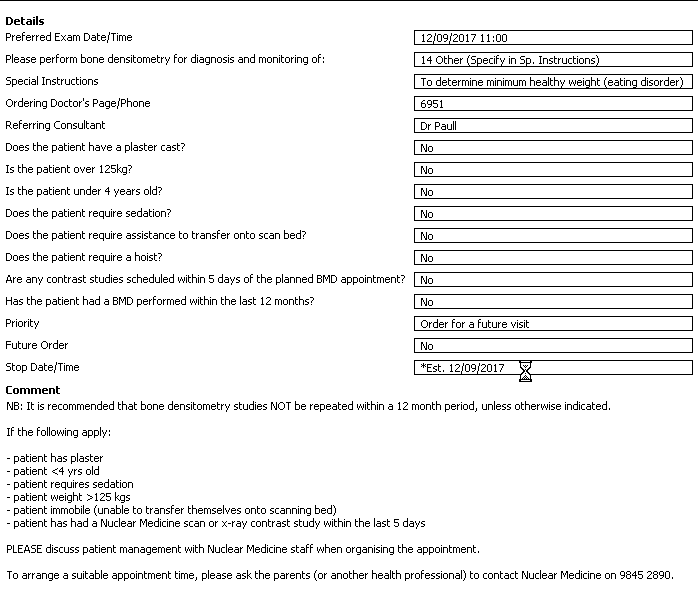 Details
Preferred Exam Date/Time 12/09/2017 11:00
Please perform bone densitometry for diagnosis and monitoring of: 14 Other (Specify in Sp. Instructions)
Special Instructions To determine minimum healthy weight (eating disorder)
Ordering Doctor's Page/Phone 6951
Referring Consultant Dr Paull
Does the patient have a plaster cast? No
Is the patient over 125kg? No
Is the patient under 4 years old? No
Does the patient require sedation? No
Does the patient require assistance to transfer onto scan bed? No
Does the patient require a hoist? No
Are any contrast studies scheduled within 5 days of the planned BMD appointment? No
Has the patient had a BMD performed within the last 12 months? No
Priority Order for a future visit
Future Order No
Stop Date/Time *Est. 12/09/2017
Comment
NB: It is recommended that bone densitometry studies NOT be repeated within a 12 month period, unless otherwise indicated.
If the following apply:
- patient has plaster
- patient <4 yrs old
- patient requires sedation
- patient weight >125 kgs
- patient immobile (unable to transfer themselves onto scanning bed)
- patient has had a Nuclear Medicine scan or x-ray contrast study within the last 5 days
PLEASE discuss patient management with Nuclear Medicine staff when organising the appointment.
To arrange a suitable appointment time, please ask the parents (or another health professional) to contact Nuclear Medicine on 9845 2890.